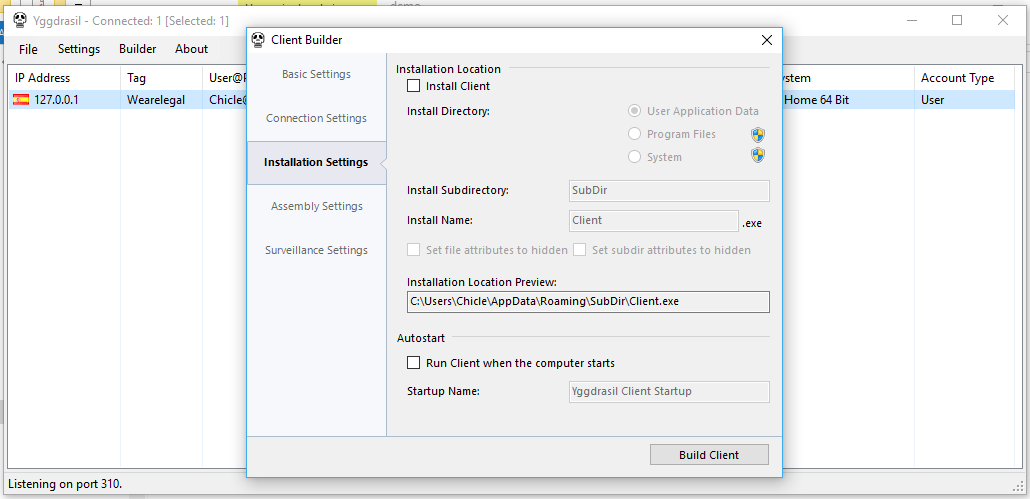 demo
Yggdrasil - Connected: 1 [Selected: 1]
File Settings Builder About
IP Address Tag User@ ystem Account Type
127.0.0.1 Wearelegal Chicle@ Home 64 Bit User
Client Builder
Basic Settings
Connection Settings
Installation Settings
Assembly Settings
Surveillance Settings
Installation Location
Install Client
Install Directory:
User Application Data
Program Files
System
Install Subdirectory: SubDir
Install Name: Client .exe
Set file attributes to hidden Set subdir attributes to hidden
Installation Location Preview:
C:\Users\Chicle\AppData\Roaming\SubDir\Client.exe
Autostart
Run Client when the computer starts
Startup Name: Yggdrasil Client Startup
Build Client
Listening on port 310.